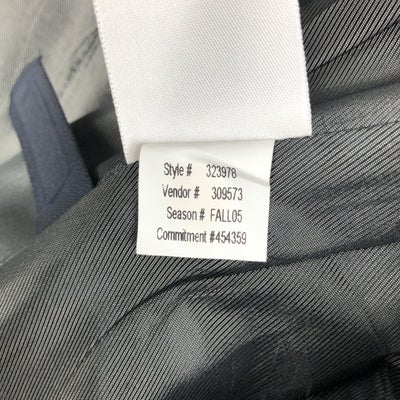 Style # 323978
Vendor # 309573
Season # FALL05
Commitment #454359